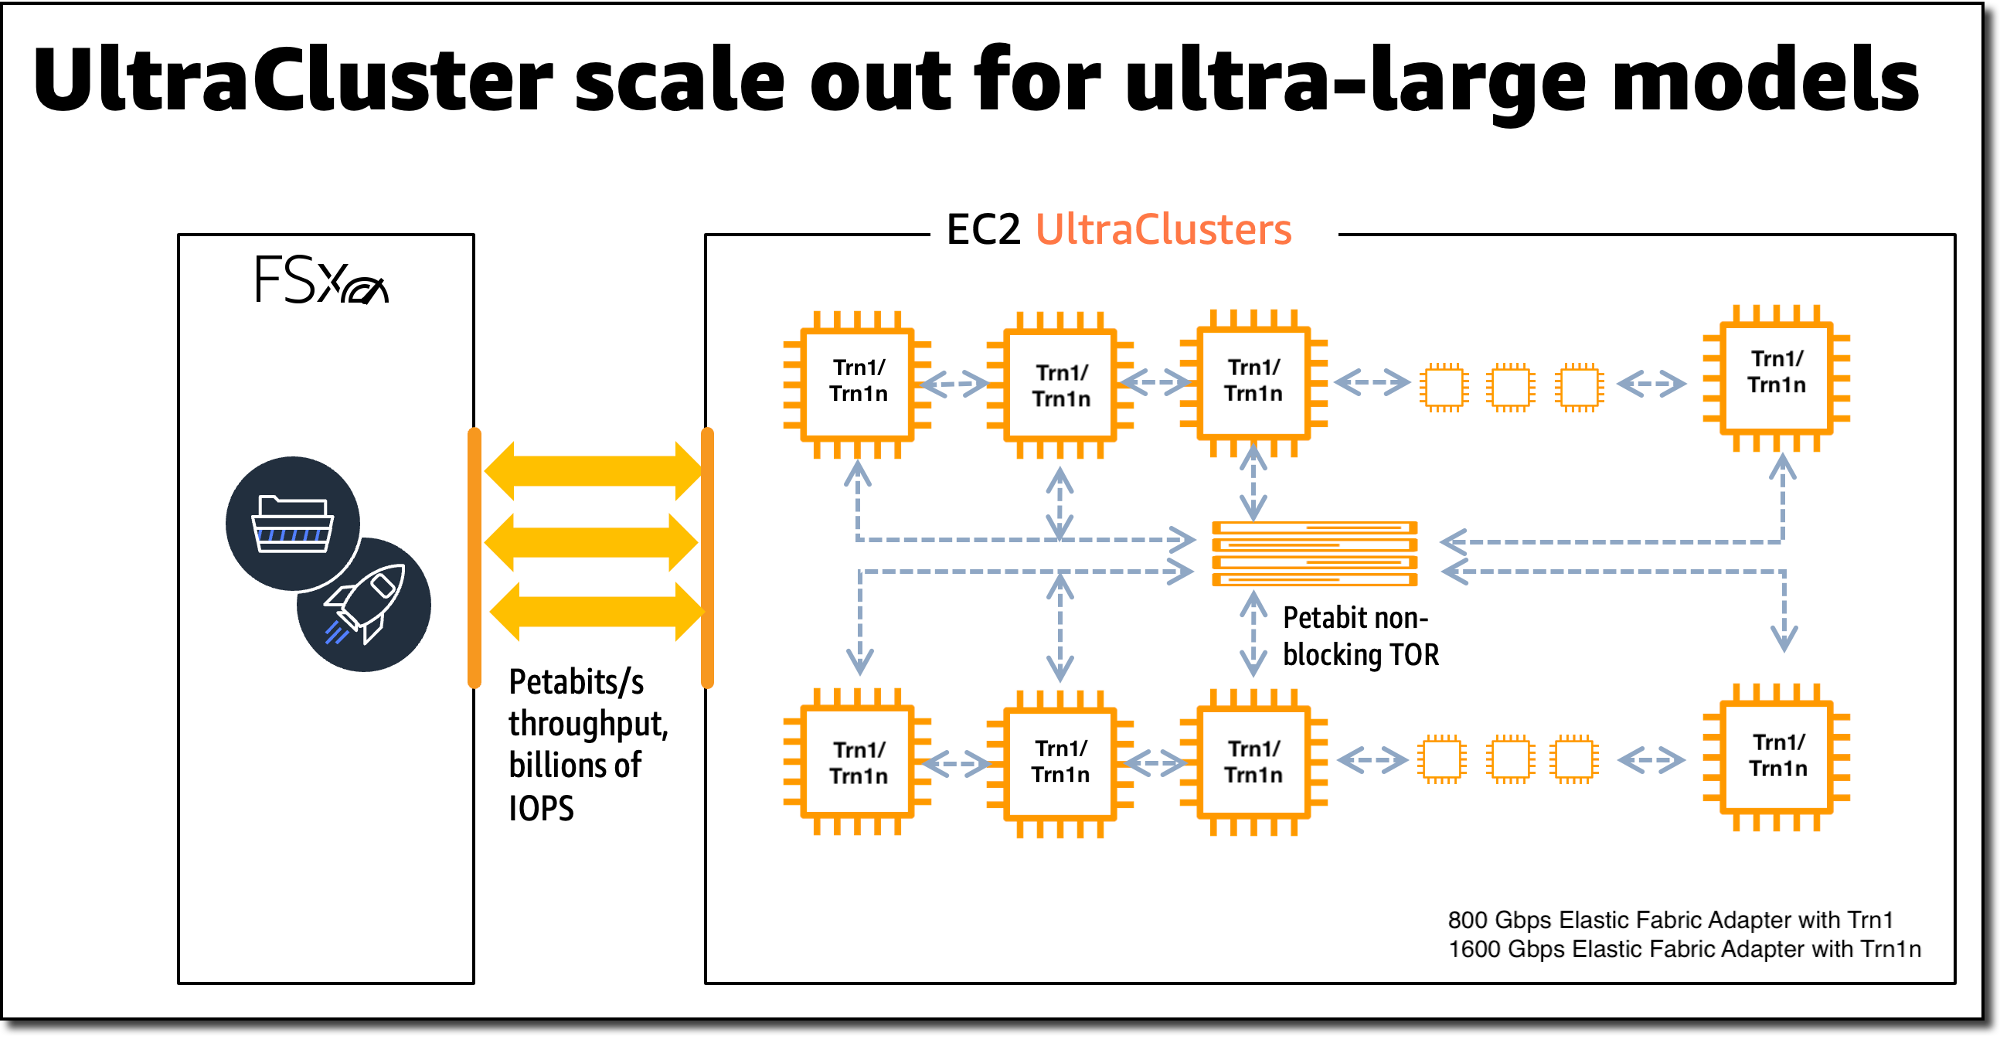 UltraCluster scale out for ultra-large models
EC2 UltraClusters
FSx
Trn1/
Trn1n
Trn1/
Trn1n
Trn1/
Trn1n
Trn1/
Trn1n
Petabit non-
blocking TOR
Petabits/s
throughput,
billions of
IOPS
Trn1/
Trn1n
Trn1/
Trn1n
Trn1/
Trn1n
Trn1/
Trn1n
800 Gbps Elastic Fabric Adapter with Trn1
1600 Gbps Elastic Fabric Adapter with Trn1n